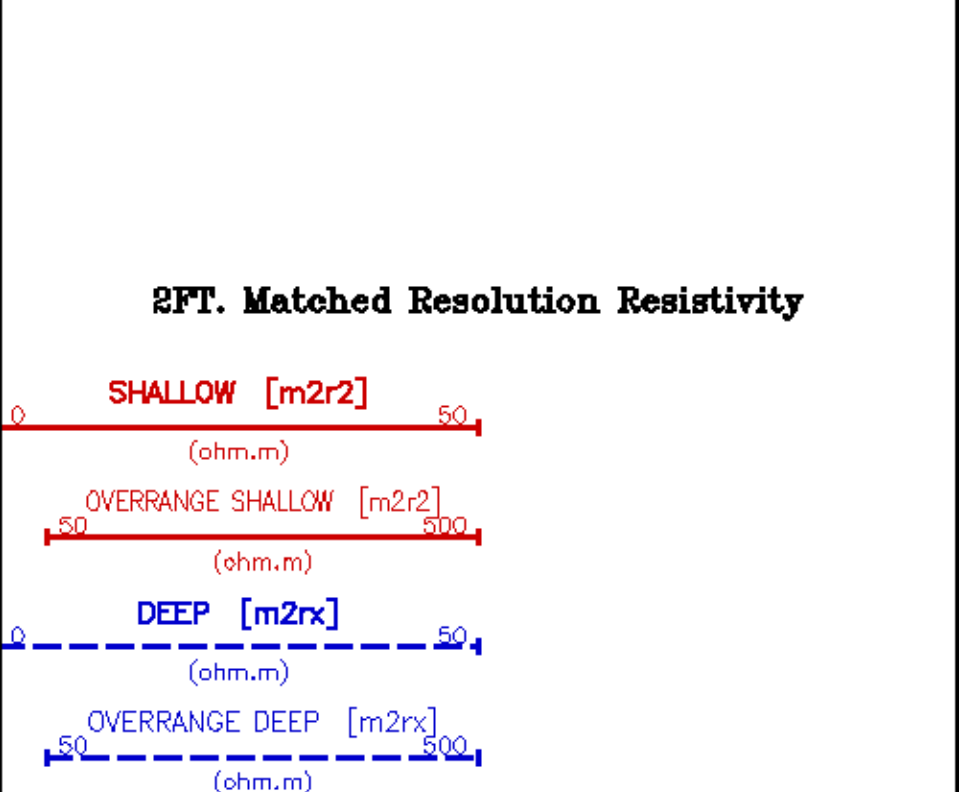 2FT. Matched Resolution Resistivity
SHALLOW [m2r2]
0 50
(ohm.m)
OVERRANGE SHALLOW [m2r2]
50 500
(ohm.m)
DEEP [m2rx]
0 50
(ohm.m)
OVERRANGE DEEP [m2rx]
50 500
(ohm.m)